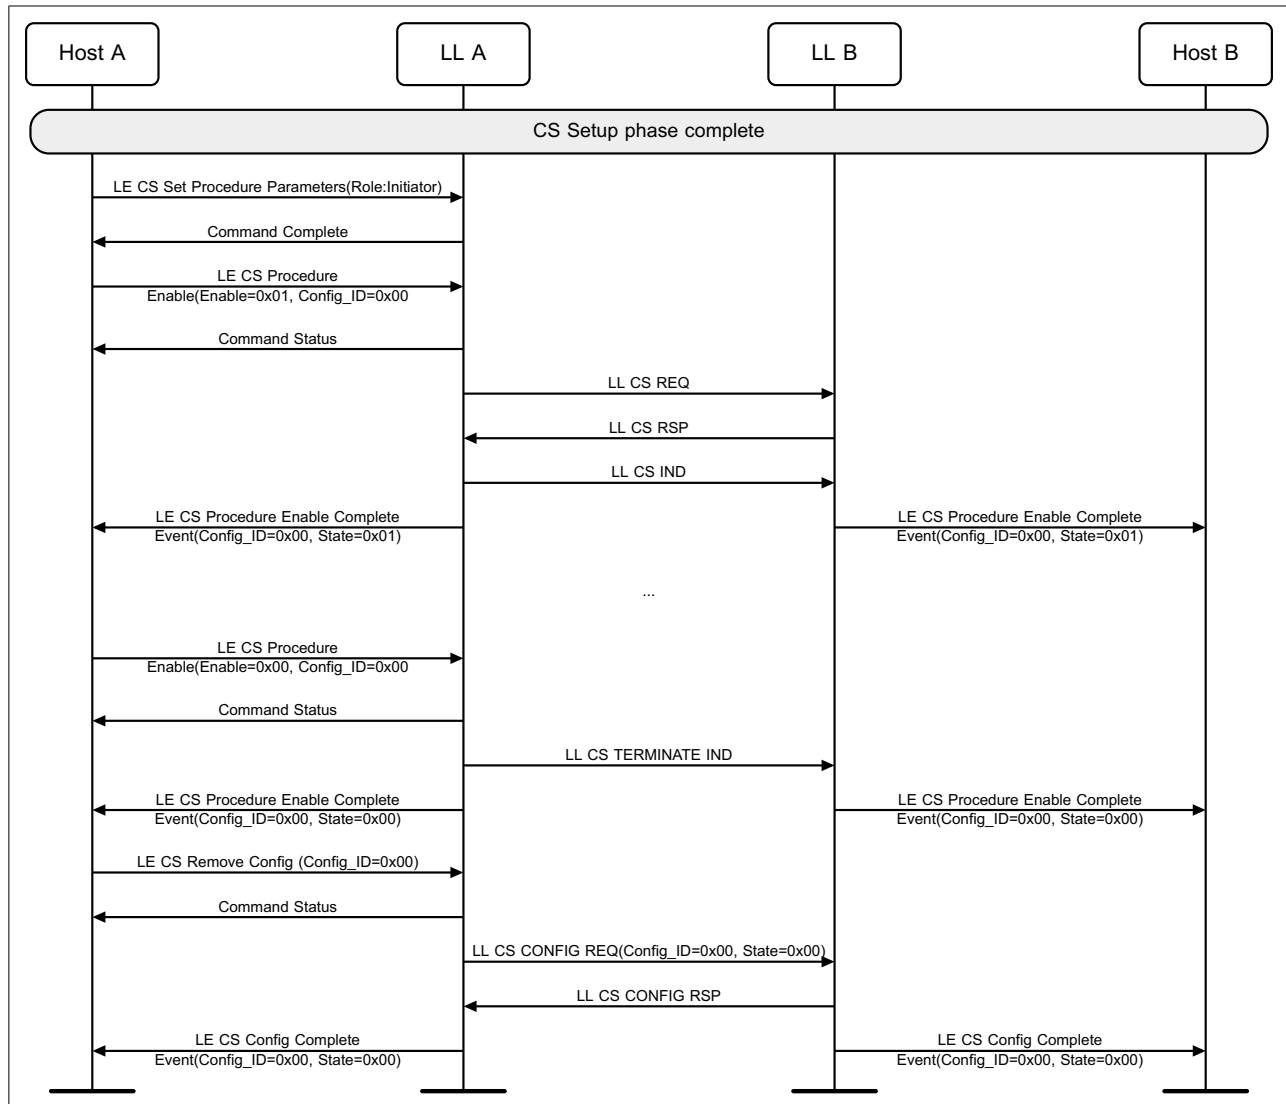 Host A
LL A
LL B
Host B
CS Setup phase complete
LE CS Set Procedure Parameters(Role:Initiator)
Command Complete
LE CS Procedure
Enable(Enable=0x01, Config_ID=0x00
Command Status
LL CS REQ
LL CS RSP
LL CS IND
LE CS Procedure Enable Complete
Event(Config_ID=0x00, State=0x01)
LE CS Procedure Enable Complete
Event(Config_ID=0x00, State=0x01)
...
LE CS Procedure
Enable(Enable=0x00, Config_ID=0x00
Command Status
LL CS TERMINATE IND
LE CS Procedure Enable Complete
Event(Config_ID=0x00, State=0x00)
LE CS Procedure Enable Complete
Event(Config_ID=0x00, State=0x00)
LE CS Remove Config (Config_ID=0x00)
Command Status
LL CS CONFIG REQ(Config_ID=0x00, State=0x00)
LL CS CONFIG RSP
LE CS Config Complete
Event(Config_ID=0x00, State=0x00)
LE CS Config Complete
Event(Config_ID=0x00, State=0x00)